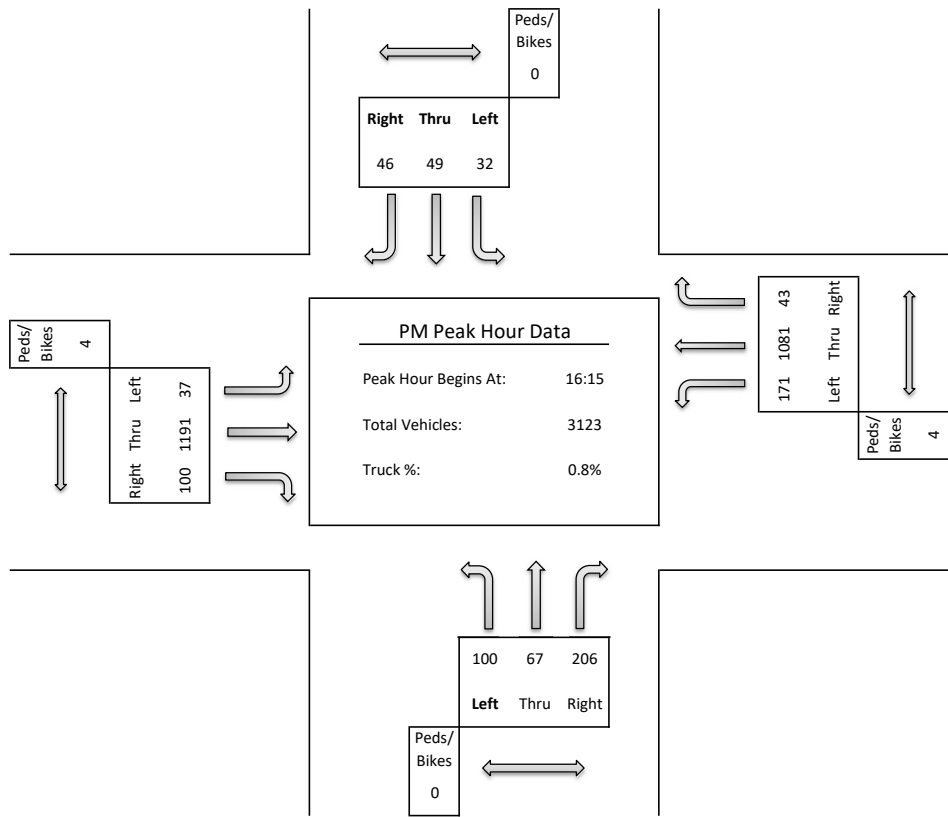 Peds/
Bikes
0
Right Thru Left
46 49 32
Peds/
Bikes
4
Left 37
Thru 1191
Right 100
PM Peak Hour Data
Peak Hour Begins At: 16:15
Total Vehicles: 3123
Truck %: 0.8%
43 Right
1081 Thru
171 Left
Peds/
Bikes
4
100 67 206
Left Thru Right
Peds/
Bikes
0